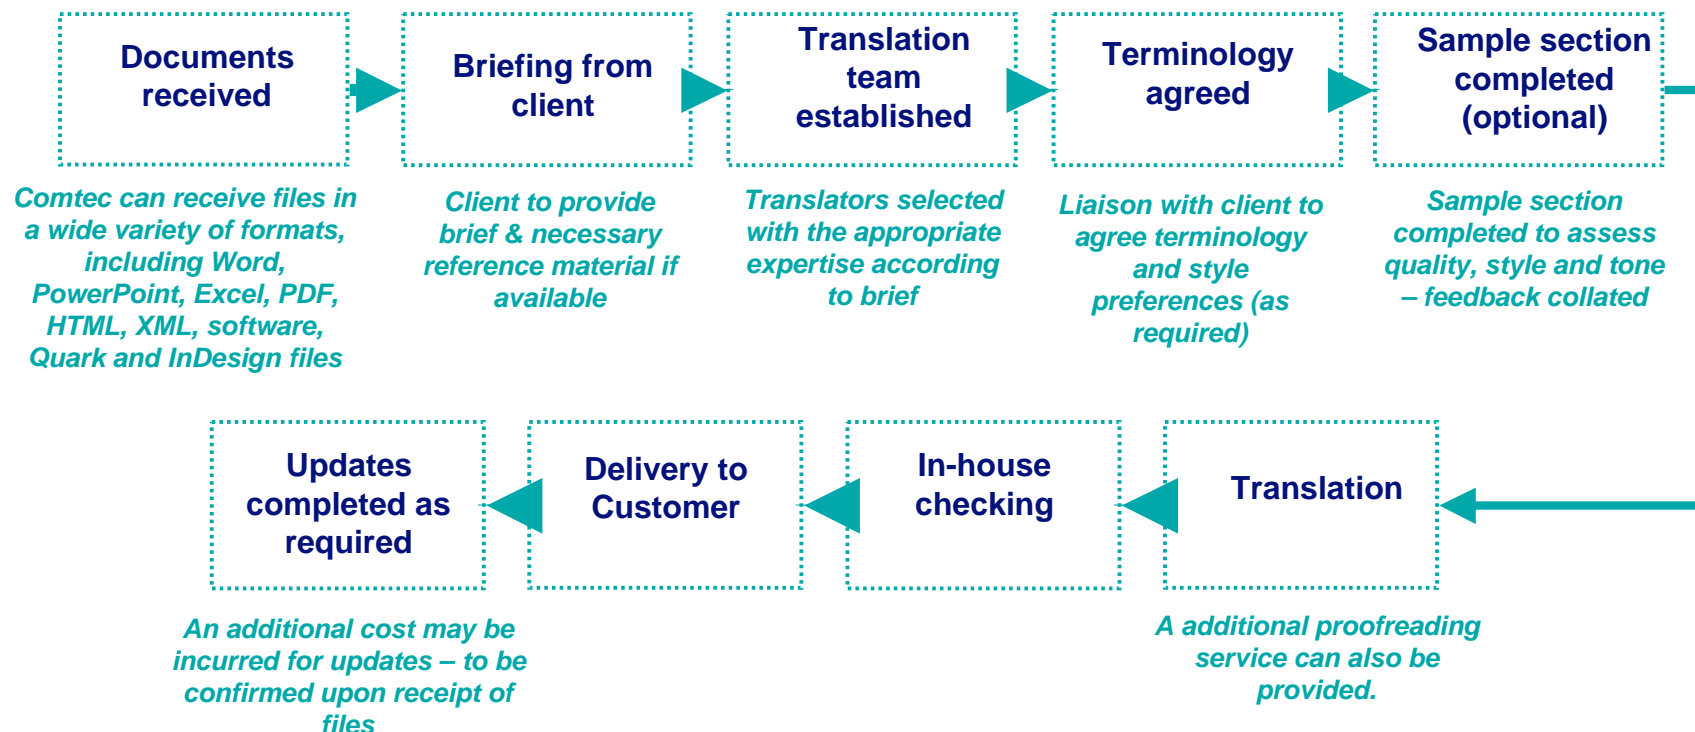 Documents
received
Briefing from
client
Translation
team
established
Terminology
agreed
Sample section
completed
(optional)
Comtec can receive files in
a wide variety of formats,
including Word,
PowerPoint, Excel, PDF,
HTML, XML, software,
Quark and InDesign files
Client to provide
brief & necessary
reference material if
available
Translators selected
with the appropriate
expertise according
to brief
Liaison with client to
agree terminology
and style
preferences (as
required)
Sample section
completed to assess
quality, style and tone
– feedback collated
Updates
completed as
required
Delivery to
Customer
In-house
checking
Translation
An additional cost may be
incurred for updates – to be
confirmed upon receipt of
files
A additional proofreading
service can also be
provided.